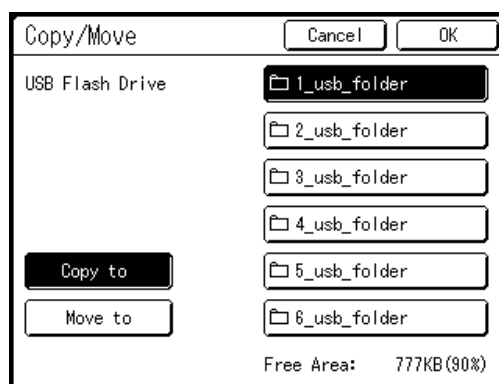 Copy/Move Cancel OK
USB Flash Drive
1_usb_folder
2_usb_folder
3_usb_folder
4_usb_folder
5_usb_folder
6_usb_folder
Copy to
Move to
Free Area: 777KB(90%)